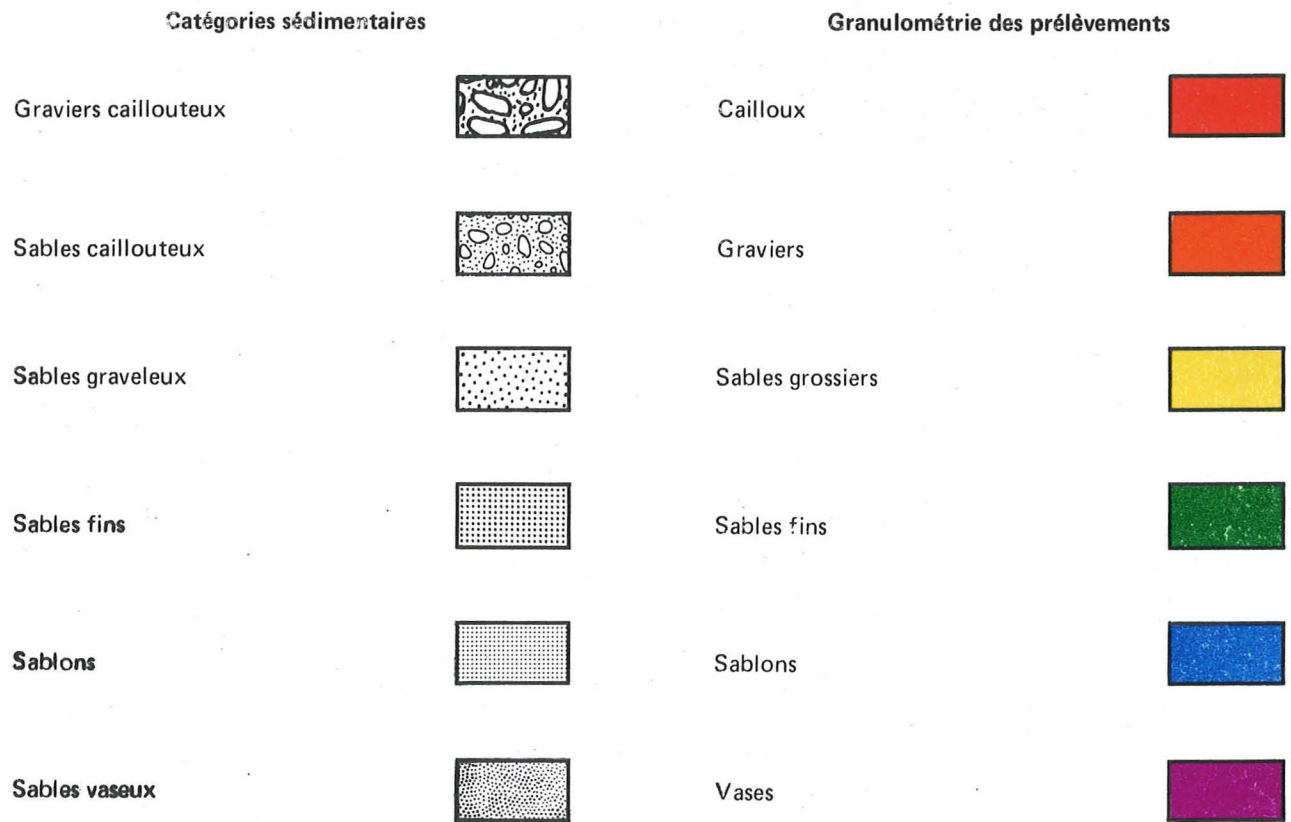 Catégories sédimentaires
Graviers caillouteux
Sables caillouteux
Sables graveleux
Sables fins
Sablons
Sables vaseux
Granulométrie des prélèvements
Cailloux
Graviers
Sables grossiers
Sables fins
Sablons
Vases